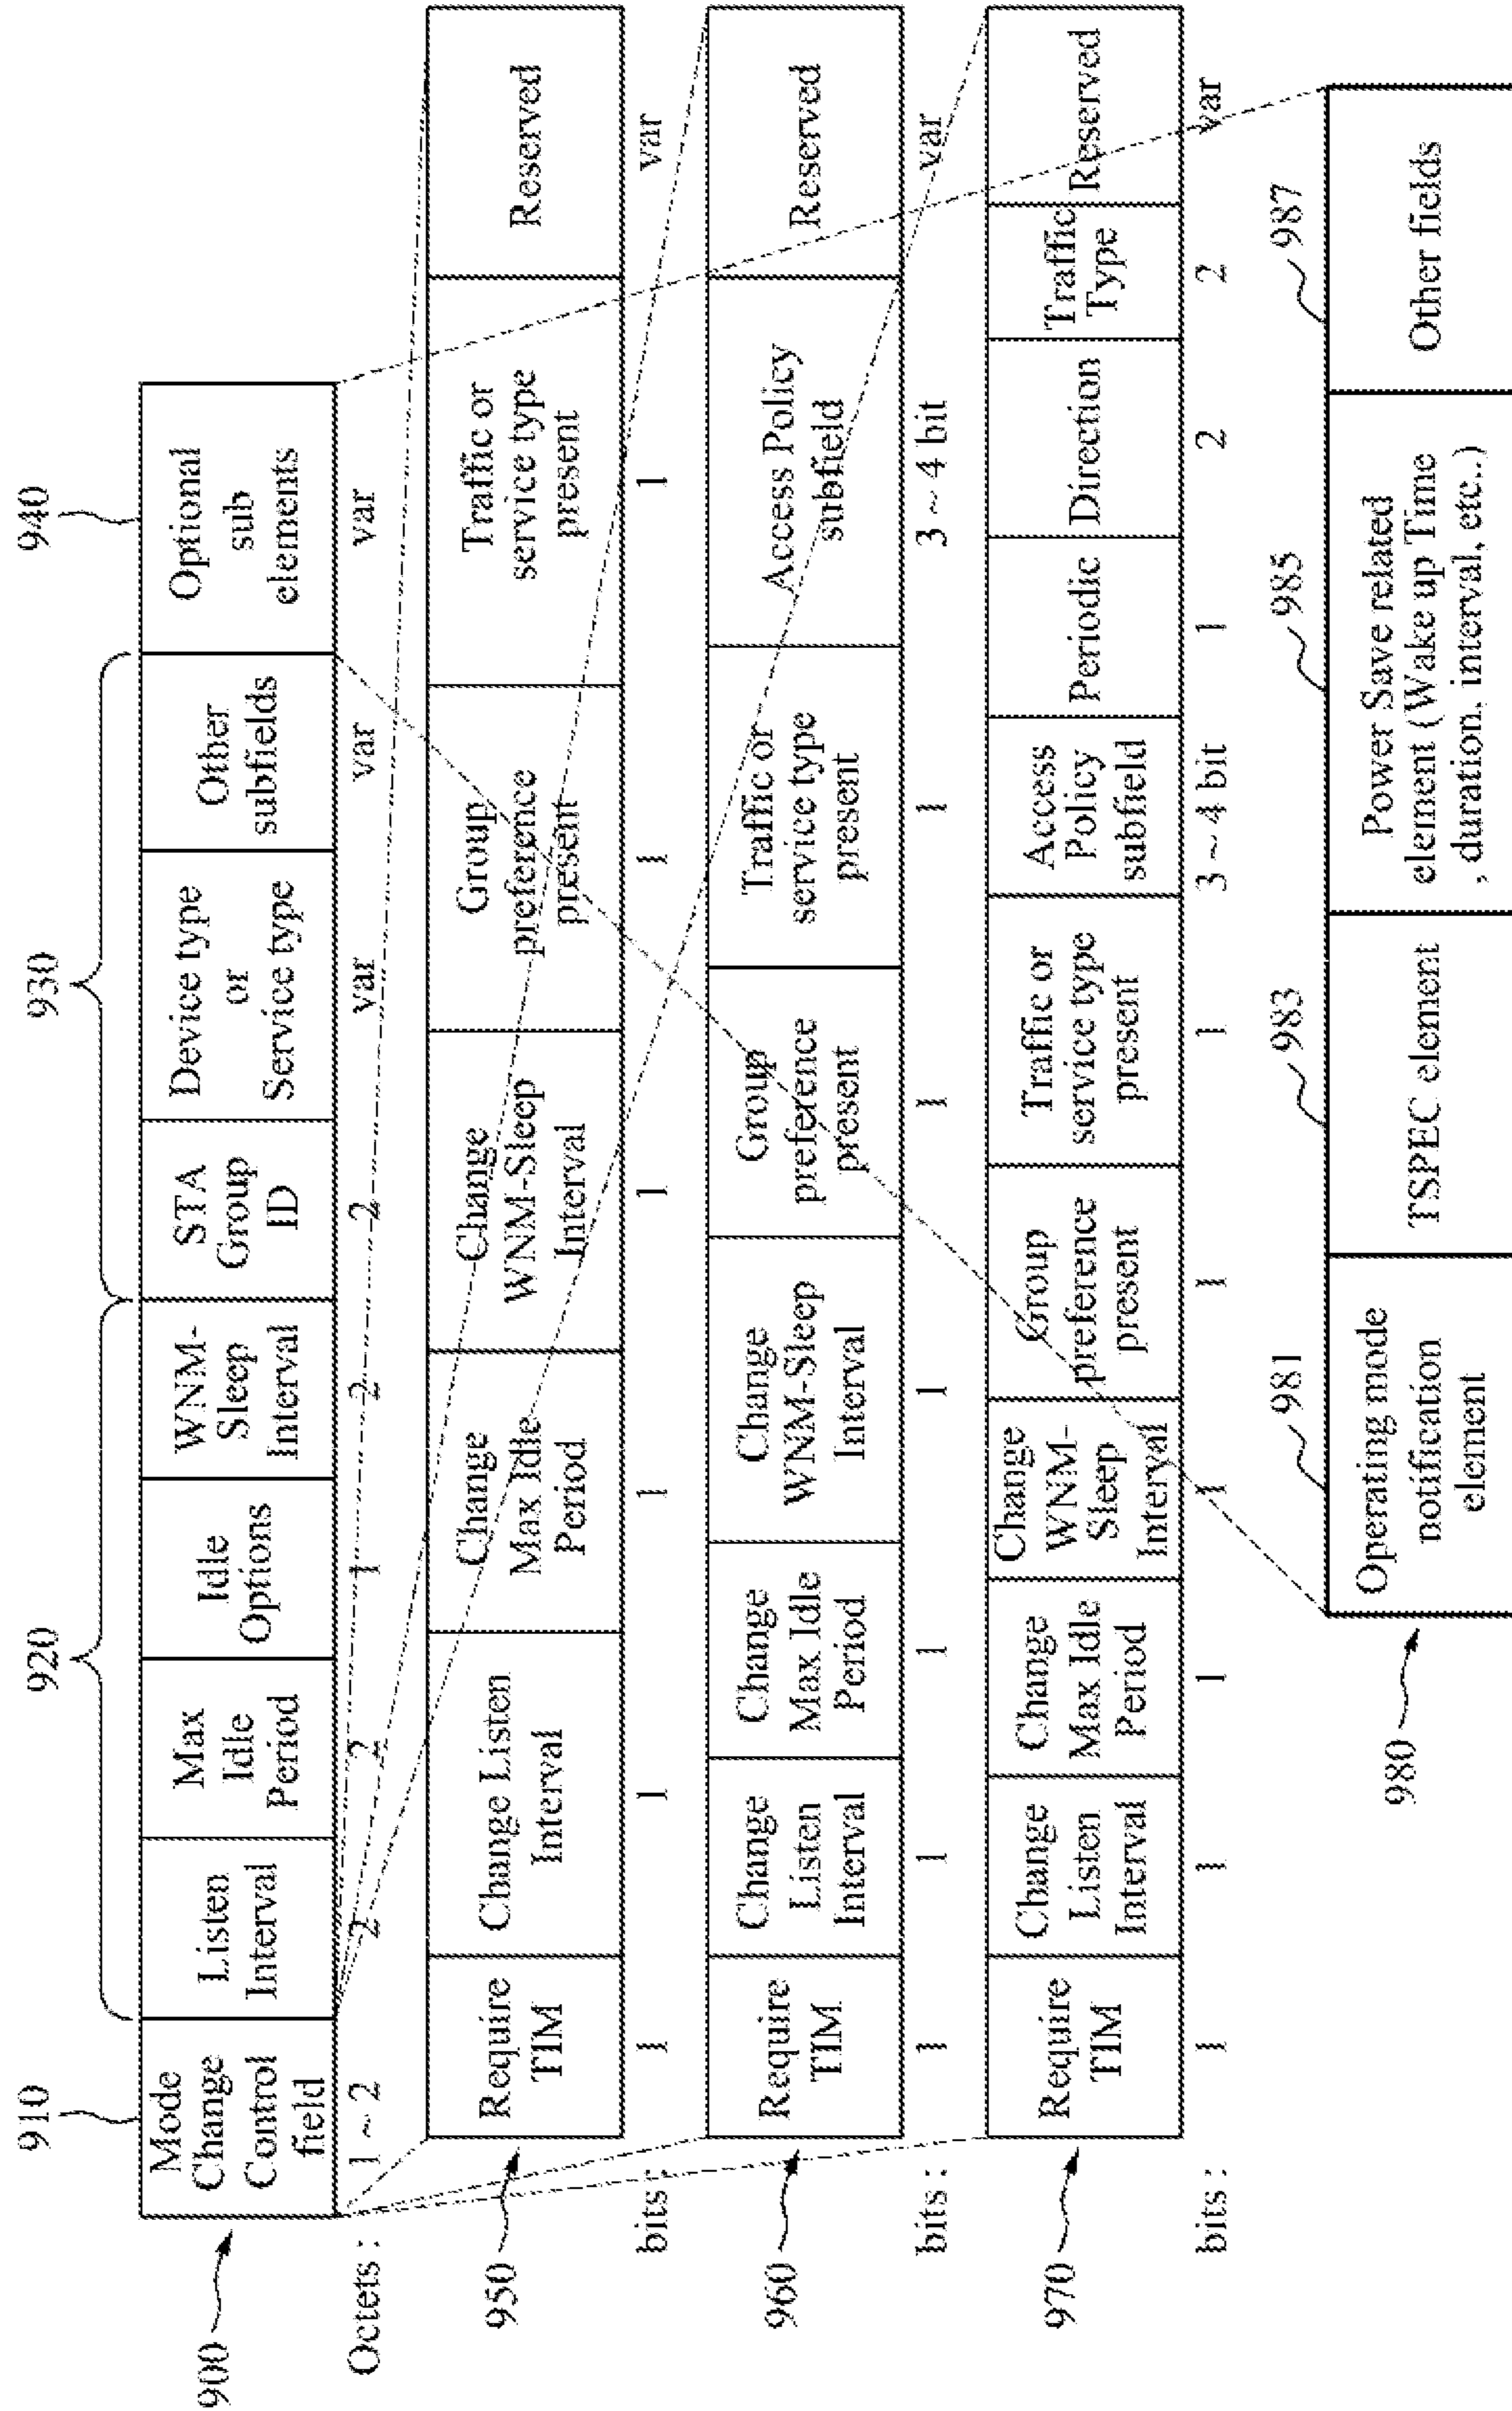 910
920
930
940
900
Mode
Change
Control
field
Listen
Interval
Max
Idle
Period
Idle
Options
WNM-
Sleep
Interval
STA
Group
ID
Device type
or
Service type
Other
subfields
Optional
sub
elements
Octets :
1 ~ 2
2
2
1
2
2
var
var
var
950
Require
TIM
Change Listen
Interval
Change
Max Idle
Period
Change
WNM-Sleep
Interval
Group
preference
present
Traffic or
service type
present
Reserved
bits :
1
1
1
1
1
1
var
960
Require
TIM
Change
Listen
Interval
Change
Max Idle
Period
Change
WNM-Sleep
Interval
Group
preference
present
Traffic or
service type
present
Access Policy
subfield
Reserved
bits :
1
1
1
1
1
1
3 ~ 4 bit
var
970
Require
TIM
Change
Listen
Interval
Change
Max Idle
Period
Change
WNM-
Sleep
Interval
Group
preference
present
Traffic or
service type
present
Access
Policy
subfield
Periodic
Direction
Traffic
Type
Reserved
bits :
1
1
1
1
1
1
3 ~ 4 bit
1
2
2
var
981
983
985
987
980
Operating mode
notification
element
TSPEC element
Power Save related
element (Wake up Time
, duration, interval, etc..)
Other fields